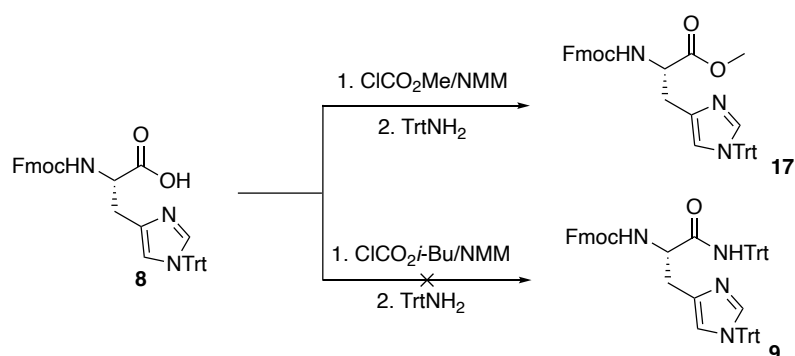 FmocHN
O
OH
N
NTrt
8
1. ClCO₂Me/NMM
2. TrtNH₂
FmocHN
O
O
N
NTrt
17
1. ClCO₂i-Bu/NMM
2. TrtNH₂
FmocHN
O
NHTrt
N
NTrt
9